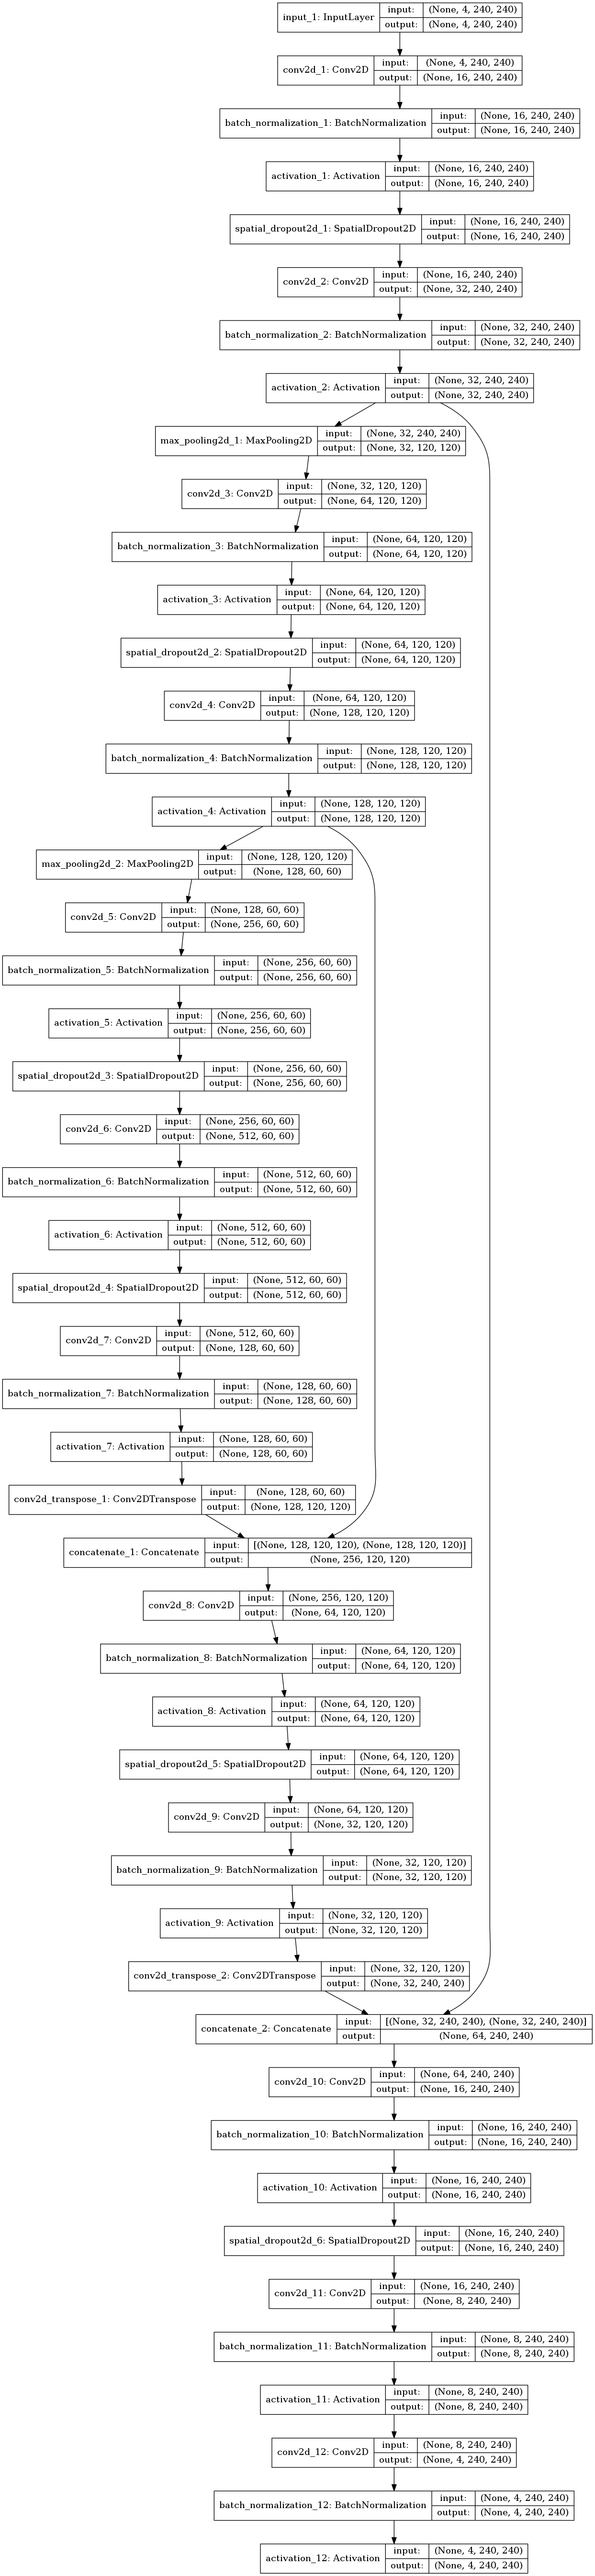 input_1: InputLayer input: (None, 4, 240, 240)
output: (None, 4, 240, 240)
conv2d_1: Conv2D input: (None, 4, 240, 240)
output: (None, 16, 240, 240)
batch_normalization_1: BatchNormalization input: (None, 16, 240, 240)
output: (None, 16, 240, 240)
activation_1: Activation input: (None, 16, 240, 240)
output: (None, 16, 240, 240)
spatial_dropout2d_1: SpatialDropout2D input: (None, 16, 240, 240)
output: (None, 16, 240, 240)
conv2d_2: Conv2D input: (None, 16, 240, 240)
output: (None, 32, 240, 240)
batch_normalization_2: BatchNormalization input: (None, 32, 240, 240)
output: (None, 32, 240, 240)
activation_2: Activation input: (None, 32, 240, 240)
output: (None, 32, 240, 240)
max_pooling2d_1: MaxPooling2D input: (None, 32, 240, 240)
output: (None, 32, 120, 120)
conv2d_3: Conv2D input: (None, 32, 120, 120)
output: (None, 64, 120, 120)
batch_normalization_3: BatchNormalization input: (None, 64, 120, 120)
output: (None, 64, 120, 120)
activation_3: Activation input: (None, 64, 120, 120)
output: (None, 64, 120, 120)
spatial_dropout2d_2: SpatialDropout2D input: (None, 64, 120, 120)
output: (None, 64, 120, 120)
conv2d_4: Conv2D input: (None, 64, 120, 120)
output: (None, 128, 120, 120)
batch_normalization_4: BatchNormalization input: (None, 128, 120, 120)
output: (None, 128, 120, 120)
activation_4: Activation input: (None, 128, 120, 120)
output: (None, 128, 120, 120)
max_pooling2d_2: MaxPooling2D input: (None, 128, 120, 120)
output: (None, 128, 60, 60)
conv2d_5: Conv2D input: (None, 128, 60, 60)
output: (None, 256, 60, 60)
batch_normalization_5: BatchNormalization input: (None, 256, 60, 60)
output: (None, 256, 60, 60)
activation_5: Activation input: (None, 256, 60, 60)
output: (None, 256, 60, 60)
spatial_dropout2d_3: SpatialDropout2D input: (None, 256, 60, 60)
output: (None, 256, 60, 60)
conv2d_6: Conv2D input: (None, 256, 60, 60)
output: (None, 512, 60, 60)
batch_normalization_6: BatchNormalization input: (None, 512, 60, 60)
output: (None, 512, 60, 60)
activation_6: Activation input: (None, 512, 60, 60)
output: (None, 512, 60, 60)
spatial_dropout2d_4: SpatialDropout2D input: (None, 512, 60, 60)
output: (None, 512, 60, 60)
conv2d_7: Conv2D input: (None, 512, 60, 60)
output: (None, 128, 60, 60)
batch_normalization_7: BatchNormalization input: (None, 128, 60, 60)
output: (None, 128, 60, 60)
activation_7: Activation input: (None, 128, 60, 60)
output: (None, 128, 60, 60)
conv2d_transpose_1: Conv2DTranspose input: (None, 128, 60, 60)
output: (None, 128, 120, 120)
concatenate_1: Concatenate input: [(None, 128, 120, 120), (None, 128, 120, 120)]
output: (None, 256, 120, 120)
conv2d_8: Conv2D input: (None, 256, 120, 120)
output: (None, 64, 120, 120)
batch_normalization_8: BatchNormalization input: (None, 64, 120, 120)
output: (None, 64, 120, 120)
activation_8: Activation input: (None, 64, 120, 120)
output: (None, 64, 120, 120)
spatial_dropout2d_5: SpatialDropout2D input: (None, 64, 120, 120)
output: (None, 64, 120, 120)
conv2d_9: Conv2D input: (None, 64, 120, 120)
output: (None, 32, 120, 120)
batch_normalization_9: BatchNormalization input: (None, 32, 120, 120)
output: (None, 32, 120, 120)
activation_9: Activation input: (None, 32, 120, 120)
output: (None, 32, 120, 120)
conv2d_transpose_2: Conv2DTranspose input: (None, 32, 120, 120)
output: (None, 32, 240, 240)
concatenate_2: Concatenate input: [(None, 32, 240, 240), (None, 32, 240, 240)]
output: (None, 64, 240, 240)
conv2d_10: Conv2D input: (None, 64, 240, 240)
output: (None, 16, 240, 240)
batch_normalization_10: BatchNormalization input: (None, 16, 240, 240)
output: (None, 16, 240, 240)
activation_10: Activation input: (None, 16, 240, 240)
output: (None, 16, 240, 240)
spatial_dropout2d_6: SpatialDropout2D input: (None, 16, 240, 240)
output: (None, 16, 240, 240)
conv2d_11: Conv2D input: (None, 16, 240, 240)
output: (None, 8, 240, 240)
batch_normalization_11: BatchNormalization input: (None, 8, 240, 240)
output: (None, 8, 240, 240)
activation_11: Activation input: (None, 8, 240, 240)
output: (None, 8, 240, 240)
conv2d_12: Conv2D input: (None, 8, 240, 240)
output: (None, 4, 240, 240)
batch_normalization_12: BatchNormalization input: (None, 4, 240, 240)
output: (None, 4, 240, 240)
activation_12: Activation input: (None, 4, 240, 240)
output: (None, 4, 240, 240)